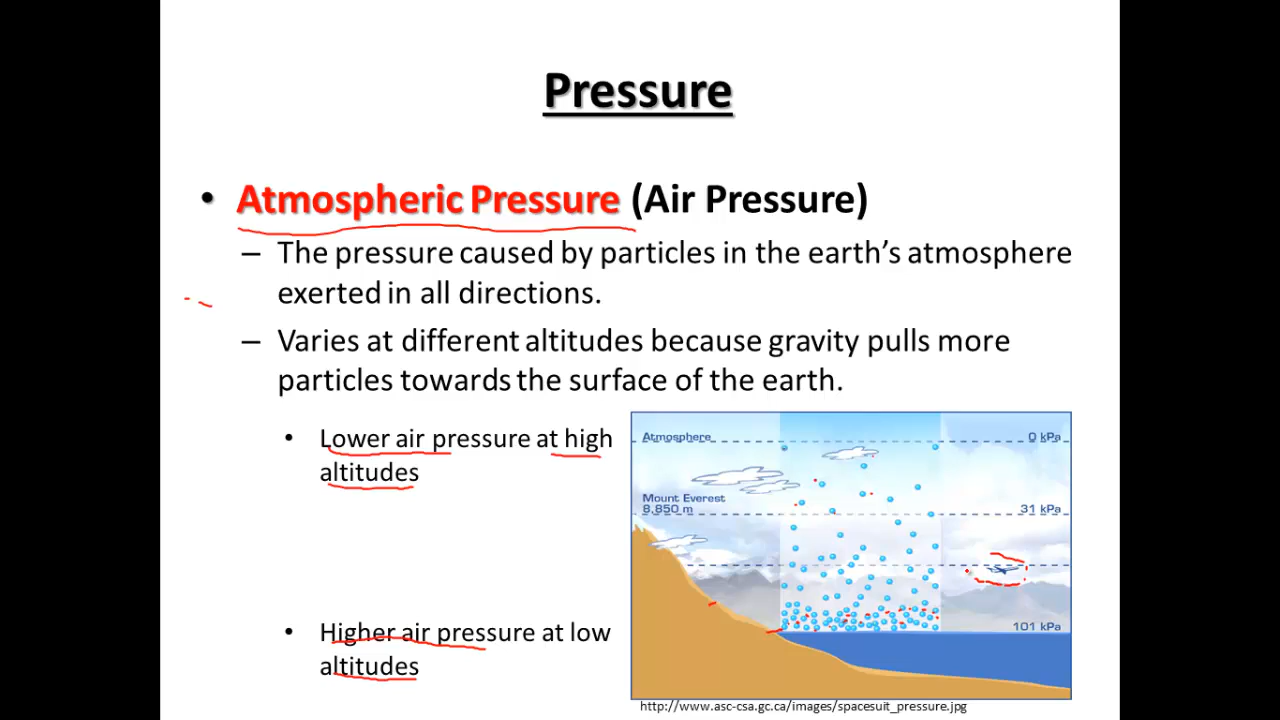 Pressure
• Atmospheric Pressure (Air Pressure)
– The pressure caused by particles in the earth's atmosphere
exerted in all directions.
– Varies at different altitudes because gravity pulls more
particles towards the surface of the earth.
• Lower air pressure at high
altitudes
Atmosphere 0 kPa
Mount Everest
8,850 m 31 kPa
101 kPa
• Higher air pressure at low
altitudes
http://www.asc-csa.gc.ca/images/spacesuit_pressure.jpg